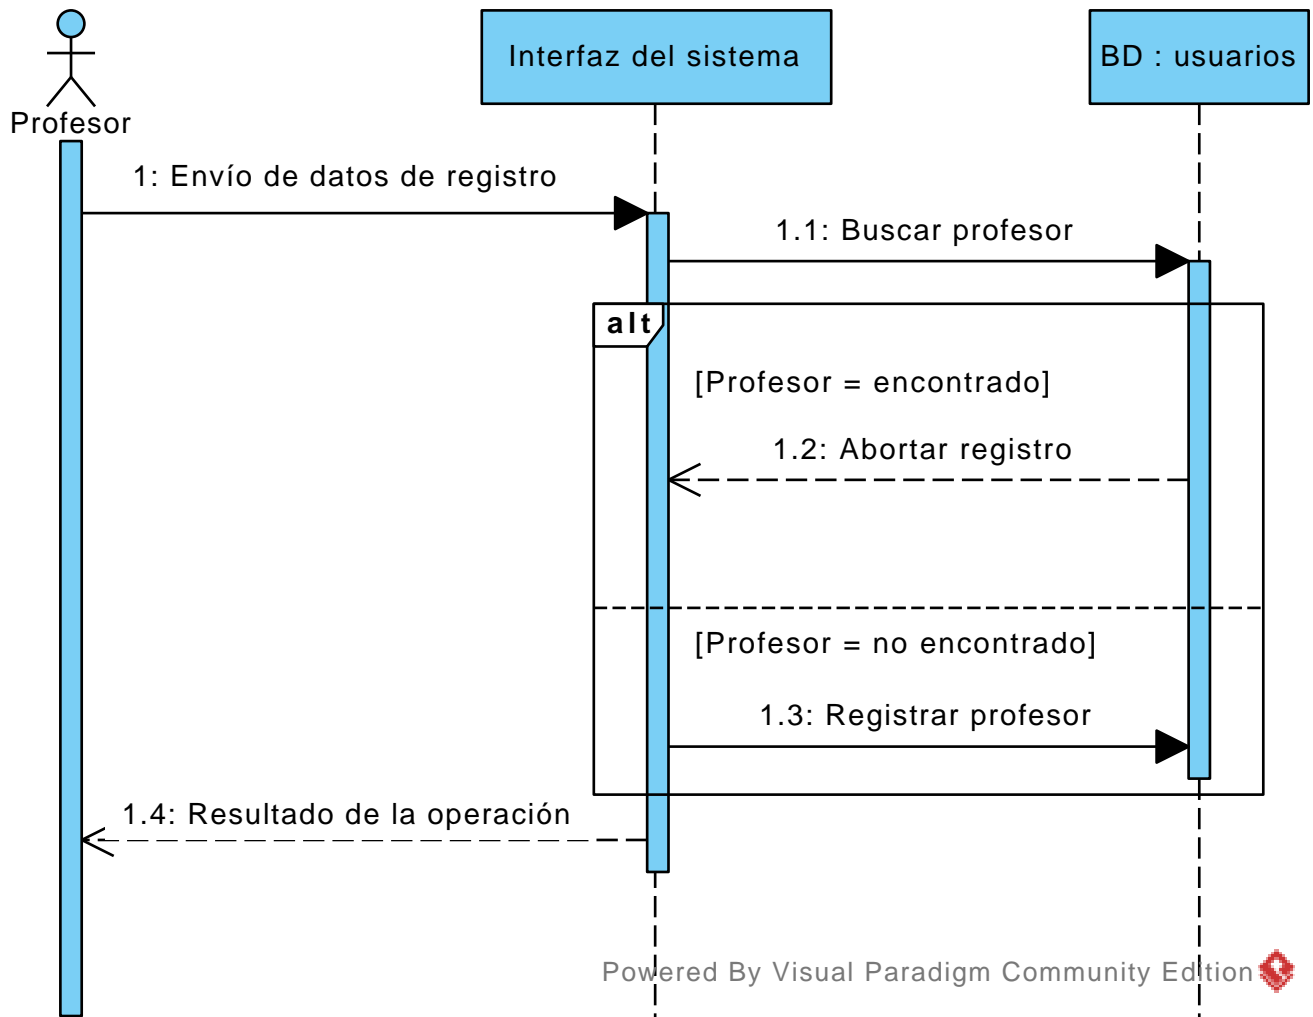 Interfaz del sistema
BD : usuarios
Profesor
1: Envío de datos de registro
1.1: Buscar profesor
alt
[Profesor = encontrado]
1.2: Abortar registro
[Profesor = no encontrado]
1.3: Registrar profesor
1.4: Resultado de la operación
Powered By Visual Paradigm Community Edition